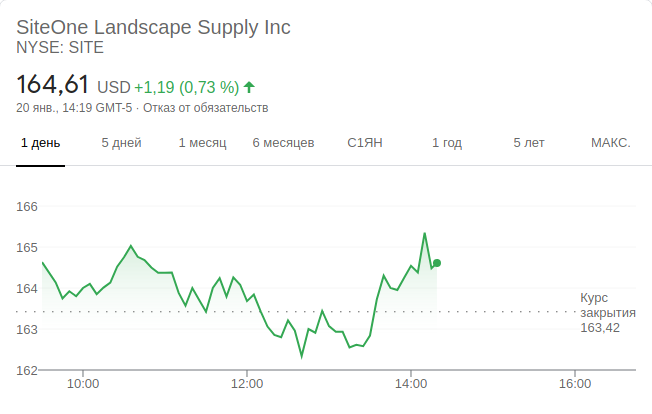 SiteOne Landscape Supply Inc
NYSE: SITE
164,61 USD +1,19 (0,73 %)
20 янв., 14:19 GMT-5 · Отказ от обязательств
1 день 5 дней 1 месяц 6 месяцев С1ЯН 1 год 5 лет МАКС.
166
165
164
163
162
Курс
закрытия
163,42
10:00 12:00 14:00 16:00